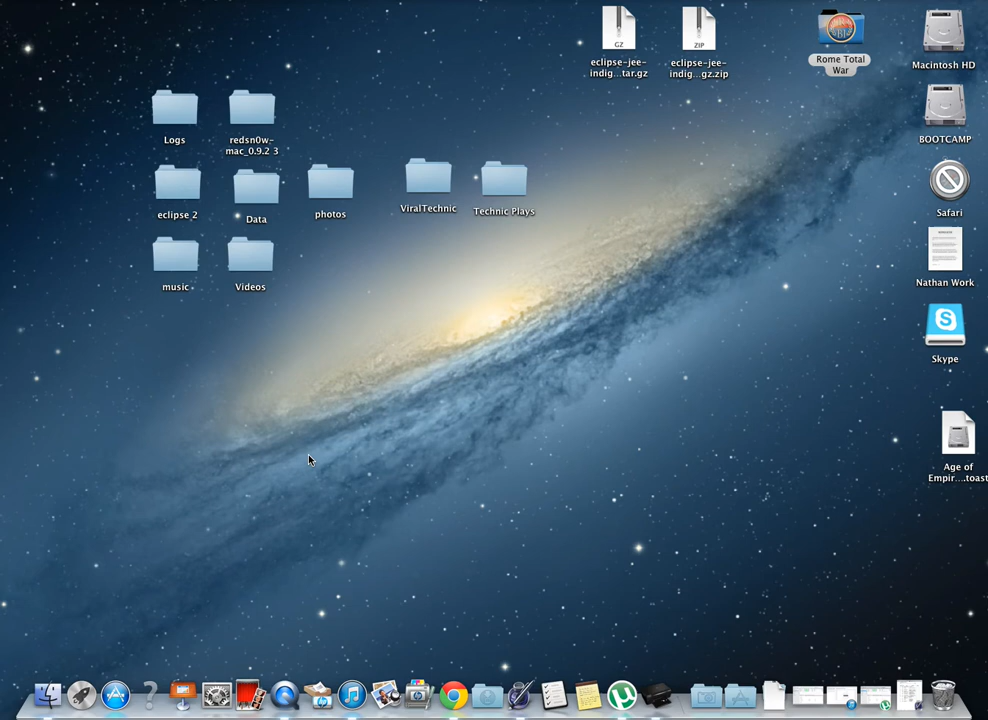 GZ
eclipse-jee-
indig...tar.gz
ZIP
eclipse-jee-
indig...gz.zip
Rome Total
War
Macintosh HD
Logs
redsn0w-
mac_0.9.2 3
BOOTCAMP
eclipse 2
Data
photos
ViralTechnic
Technic Plays
Safari
music
Videos
Nathan Work
Skype
Age of
Empir....toast